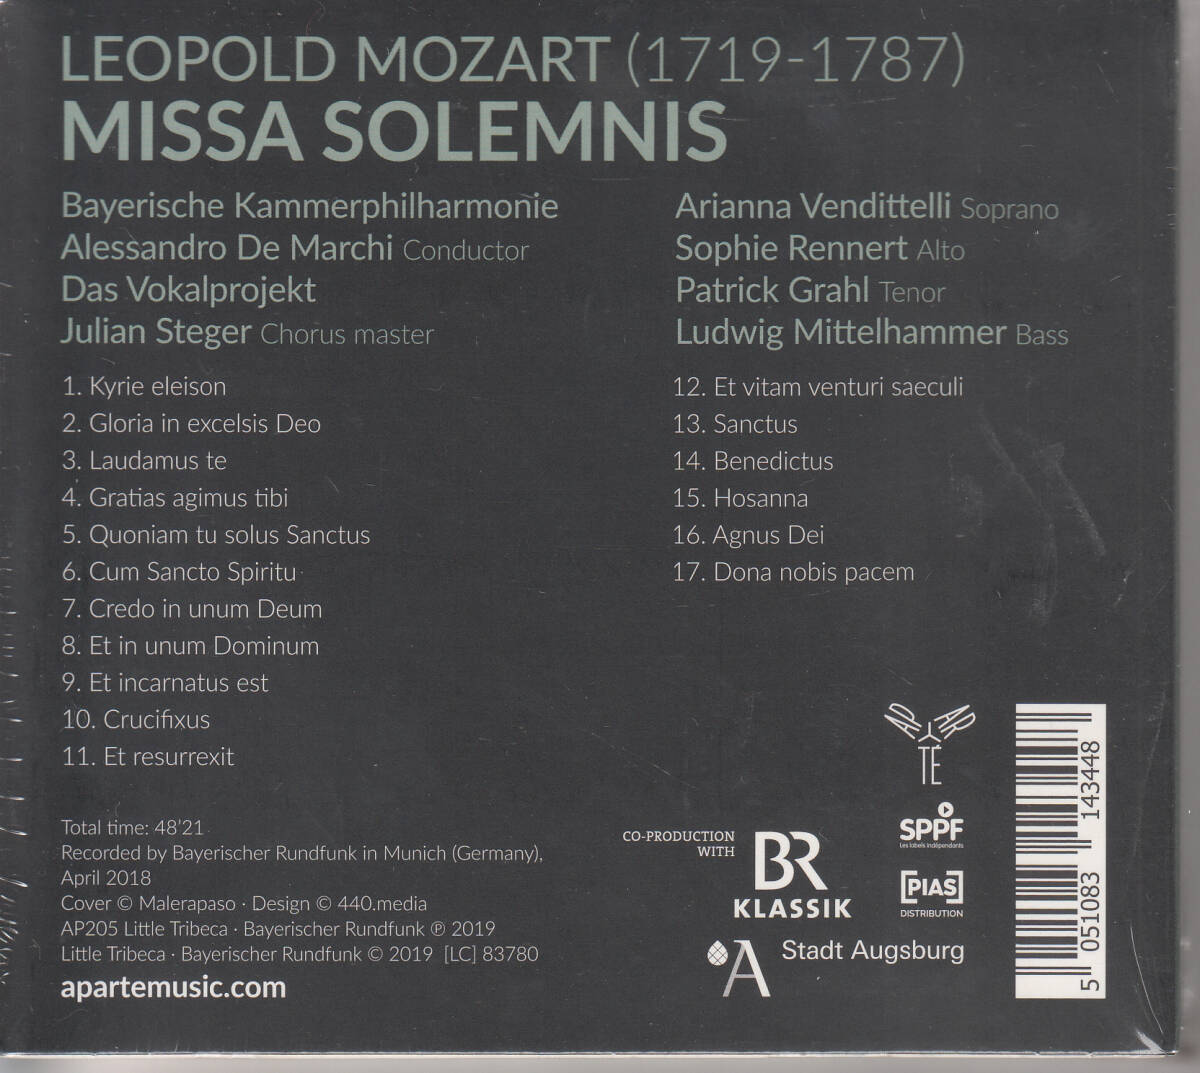 LEOPOLD MOZART (1719-1787)
MISSA SOLEMNIS
Bayerische Kammerphilharmonie
Alessandro De Marchi Conductor
Das Vokalprojekt
Julian Steger Chorus master
Arianna Vendittelli Soprano
Sophie Rennert Alto
Patrick Grahl Tenor
Ludwig Mittelhammer Bass
1. Kyrie eleison
2. Gloria in excelsis Deo
3. Laudamus te
4. Gratias agimus tibi
5. Quoniam tu solus Sanctus
6. Cum Sancto Spiritu
7. Credo in unum Deum
8. Et in unum Dominum
9. Et incarnatus est
10. Crucifixus
11. Et resurrexit
12. Et vitam venturi saeculi
13. Sanctus
14. Benedictus
15. Hosanna
16. Agnus Dei
17. Dona nobis pacem
Total time: 48'21
Recorded by Bayerischer Rundfunk in Munich (Germany),
April 2018
Cover © Malerapaso · Design © 440.media
AP205 Little Tribeca · Bayerischer Rundfunk ℗ 2019
Little Tribeca · Bayerischer Rundfunk © 2019 [LC] 83780
apartemusic.com
CO-PRODUCTION
WITH
BR
KLASSIK
A Stadt Augsburg
APARTÉ
SPPF
Les labels indépendants
[PIAS]
DISTRIBUTION
5 051083 143448